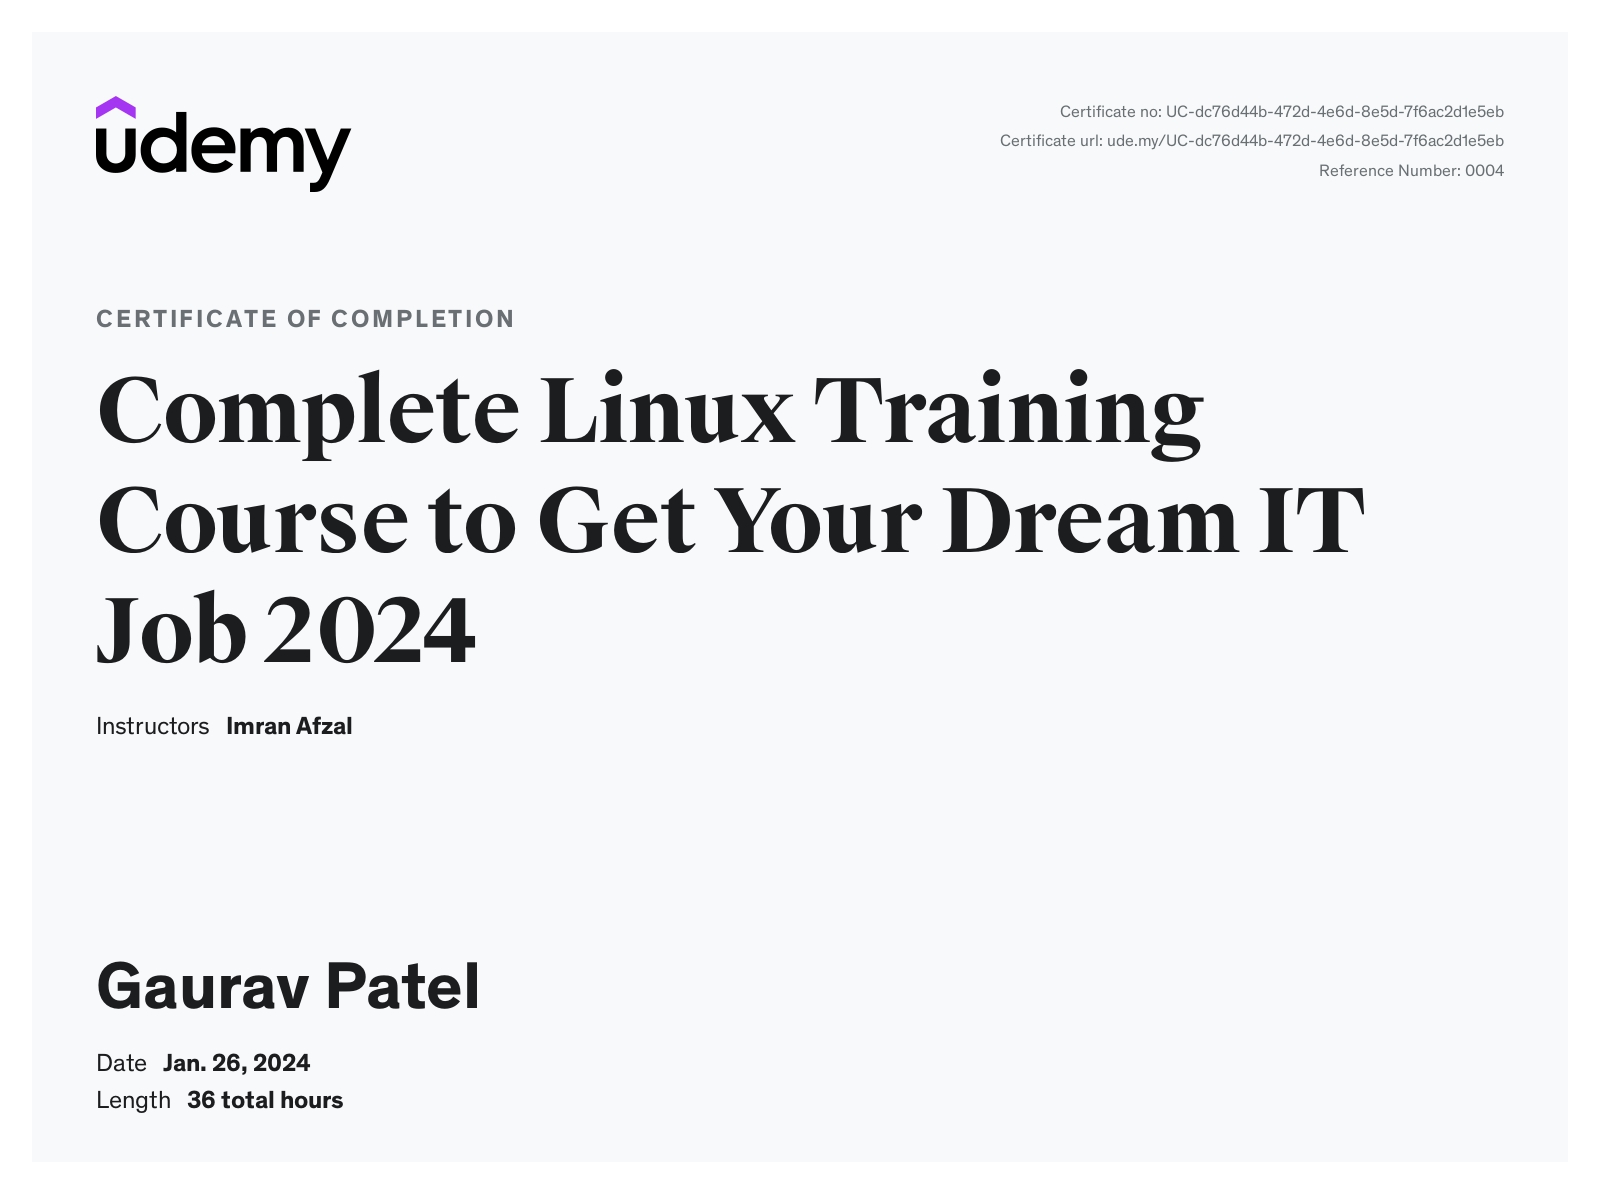 udemy
Certificate no: UC-dc76d44b-472d-4e6d-8e5d-7f6ac2d1e5eb
Certificate url: ude.my/UC-dc76d44b-472d-4e6d-8e5d-7f6ac2d1e5eb
Reference Number: 0004
CERTIFICATE OF COMPLETION
Complete Linux Training
Course to Get Your Dream IT
Job 2024
Instructors Imran Afzal
Gaurav Patel
Date Jan. 26, 2024
Length 36 total hours